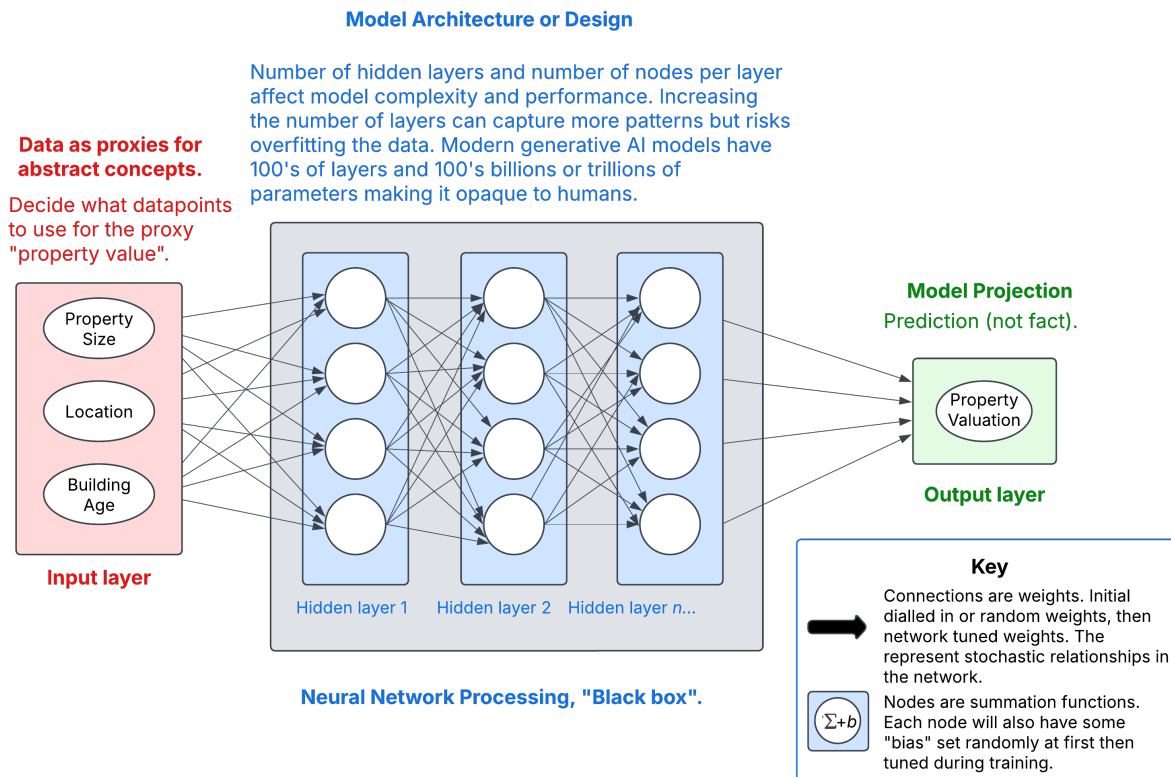 Model Architecture or Design
Number of hidden layers and number of nodes per layer
affect model complexity and performance. Increasing
the number of layers can capture more patterns but risks
overfitting the data. Modern generative AI models have
100's of layers and 100's billions or trillions of
parameters making it opaque to humans.
Data as proxies for
abstract concepts.
Decide what datapoints
to use for the proxy
"property value".
Property
Size
Location
Building
Age
Input layer
Hidden layer 1
Hidden layer 2
Hidden layer n...
Neural Network Processing, "Black box".
Model Projection
Prediction (not fact).
Property
Valuation
Output layer
Key
Connections are weights. Initial
dialled in or random weights, then
network tuned weights. The
represent stochastic relationships in
the network.
Σ+b
Nodes are summation functions.
Each node will also have some
"bias" set randomly at first then
tuned during training.